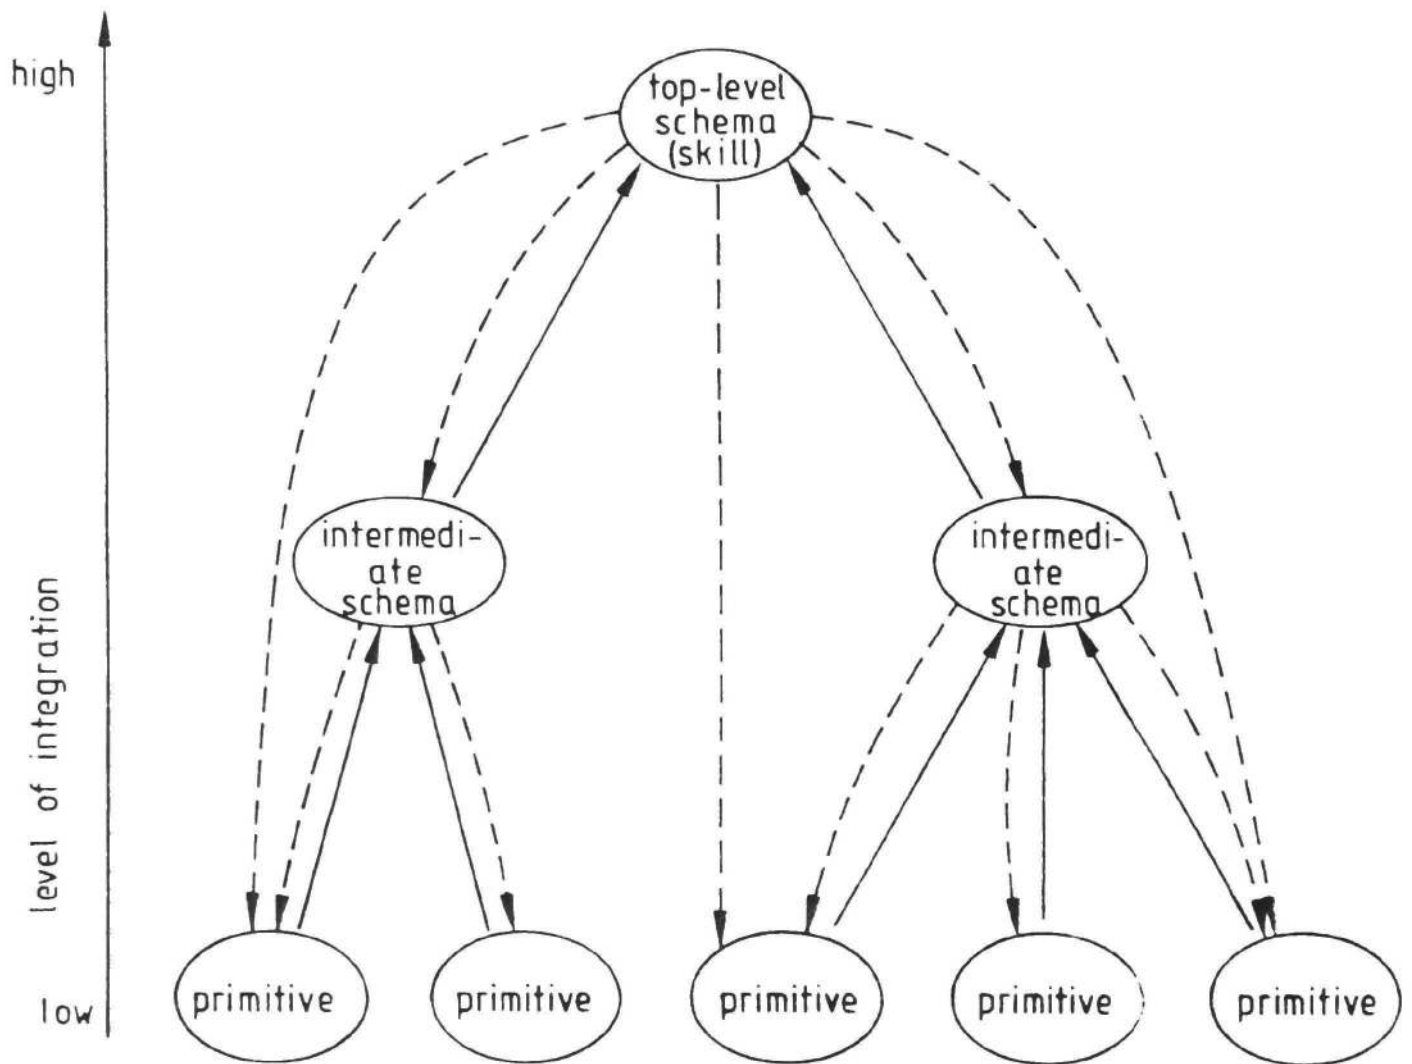 high
top-level
schema
(skill)
intermedi-
ate
schema
intermedi-
ate
schema
level of integration
low
primitive
primitive
primitive
primitive
primitive